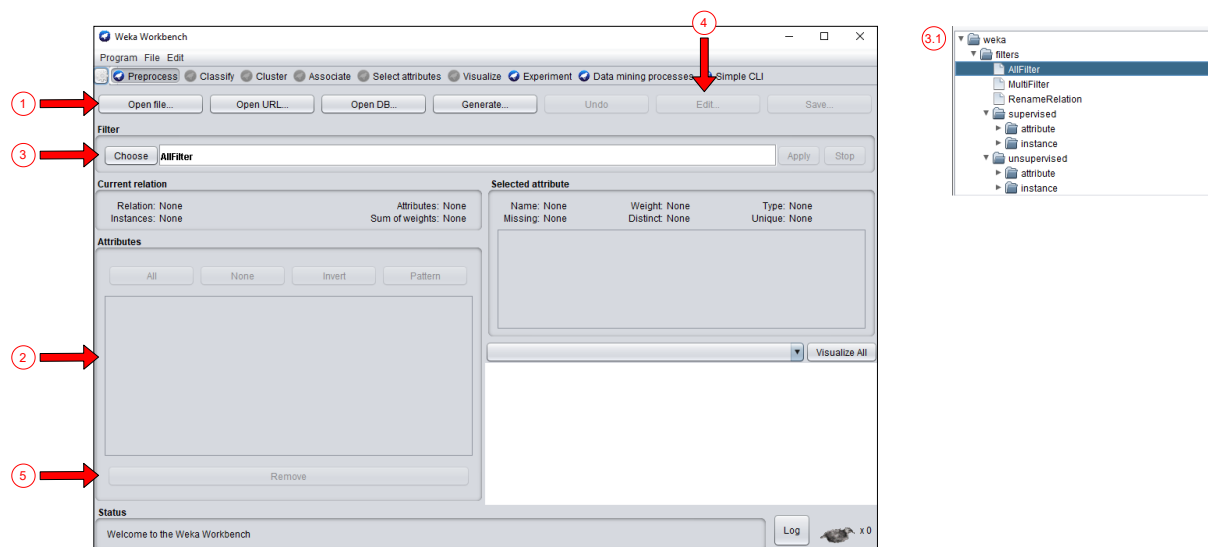 4
Weka Workbench
Program File Edit
Preprocess Classify Cluster Associate Select attributes Visualize Experiment Data mining processes Simple CLI
1
Open file... Open URL... Open DB... Generate... Undo Edit... Save...
Filter
3
Choose AllFilter Apply Stop
Current relation
Relation: None Attributes: None
Instances: None Sum of weights: None
Selected attribute
Name: None Weight: None Type: None
Missing: None Distinct: None Unique: None
Attributes
All None Invert Pattern
2
Visualize All
5
Remove
Status
Welcome to the Weka Workbench
Log x 0
3.1
weka
filters
AllFilter
MultiFilter
RenameRelation
supervised
attribute
instance
unsupervised
attribute
instance